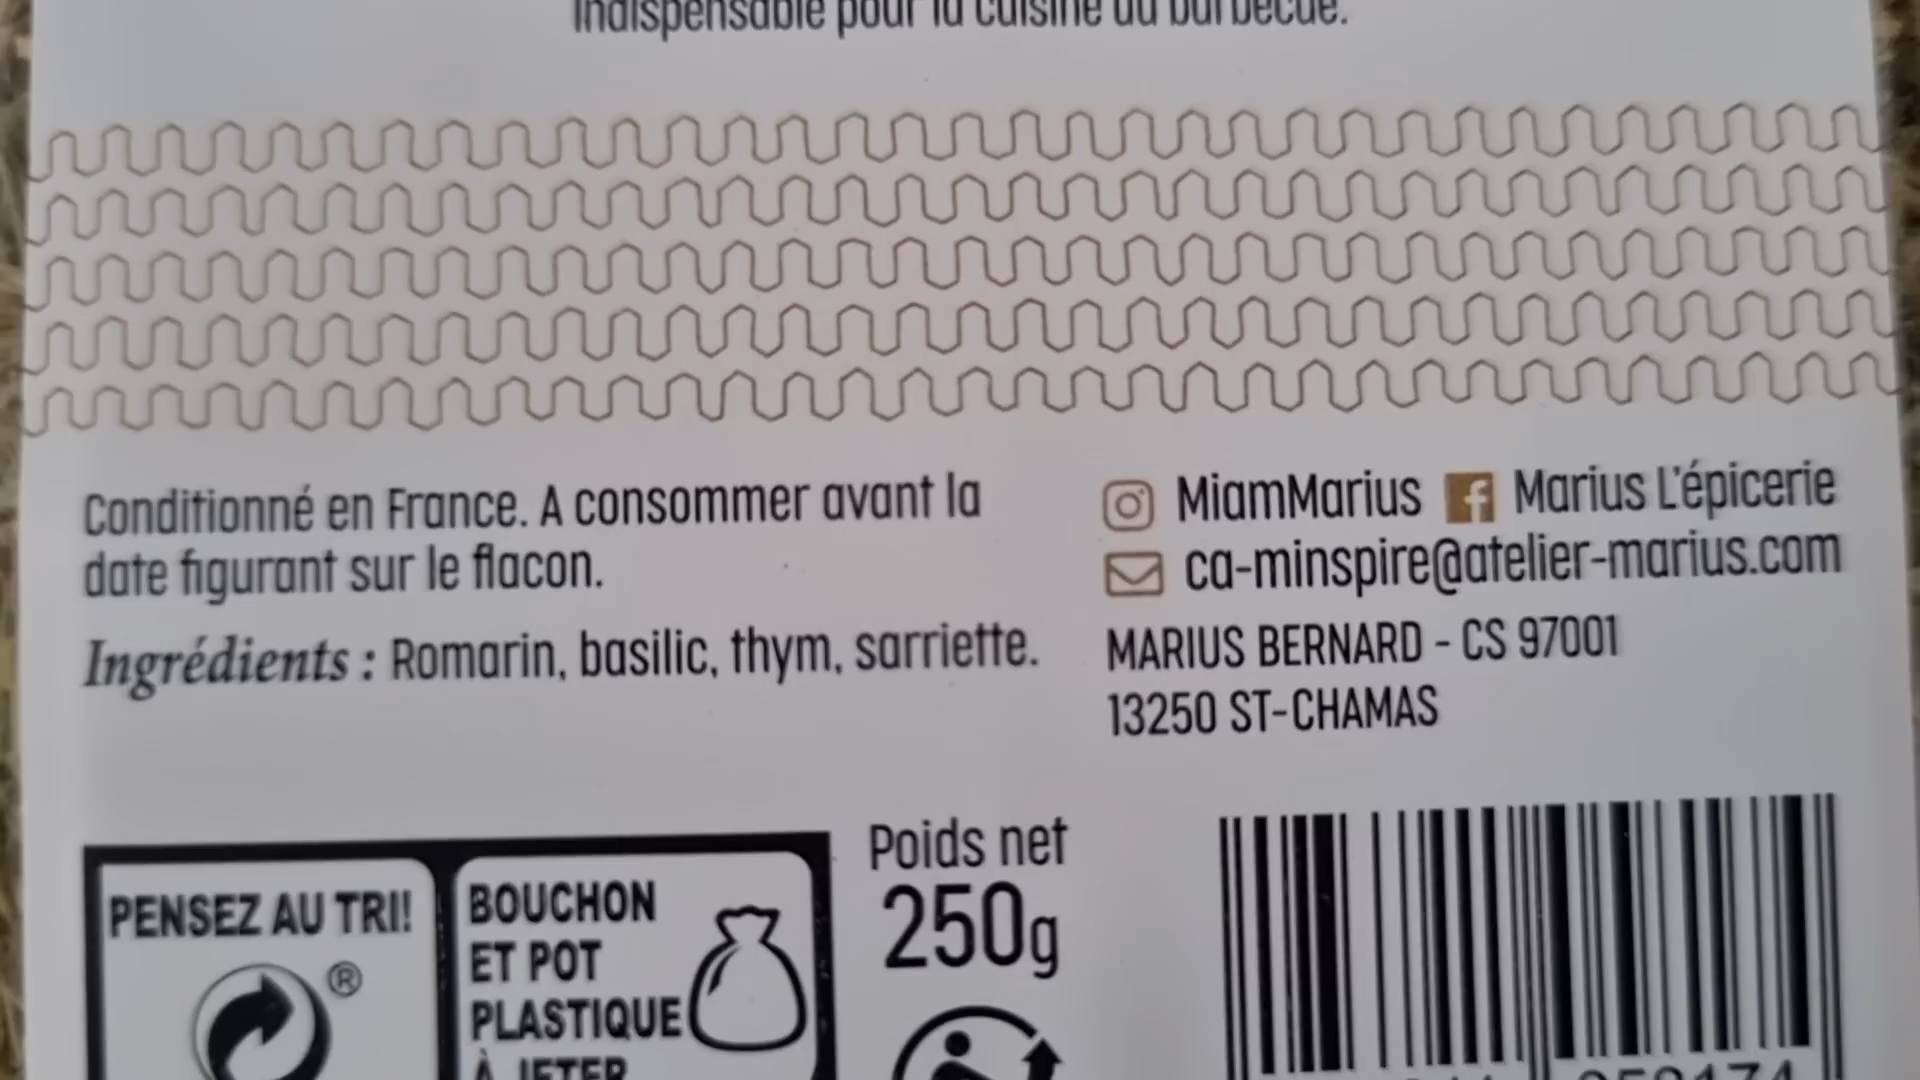 Indispensable pour la cuisine au barbecue.
Conditionné en France. A consommer avant la
date figurant sur le flacon.
Ingrédients : Romarin, basilic, thym, sarriette.
MiamMarius Marius L'épicerie
ca-minspire@atelier-marius.com
MARIUS BERNARD - CS 97001
13250 ST-CHAMAS
PENSEZ AU TRI!
®
BOUCHON
ET POT
PLASTIQUE
À JETER
Poids net
250g